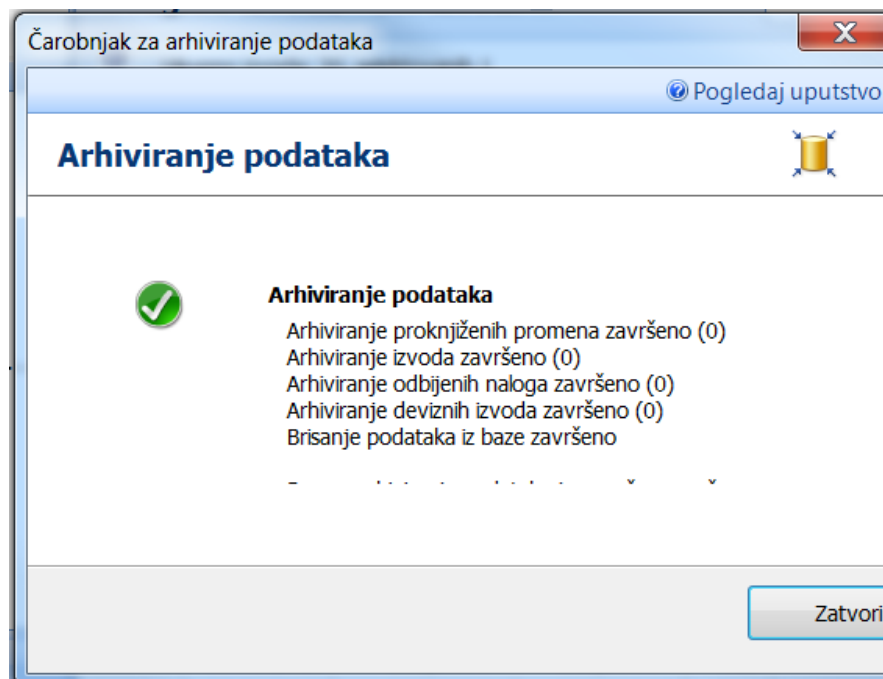 Čarobnjak za arhiviranje podataka
Pogledaj uputstvo
Arhiviranje podataka
Arhiviranje podataka
Arhiviranje proknjiženih promena završeno (0)
Arhiviranje izvoda završeno (0)
Arhiviranje odbijenih naloga završeno (0)
Arhiviranje deviznih izvoda završeno (0)
Brisanje podataka iz baze završeno
Zatvori